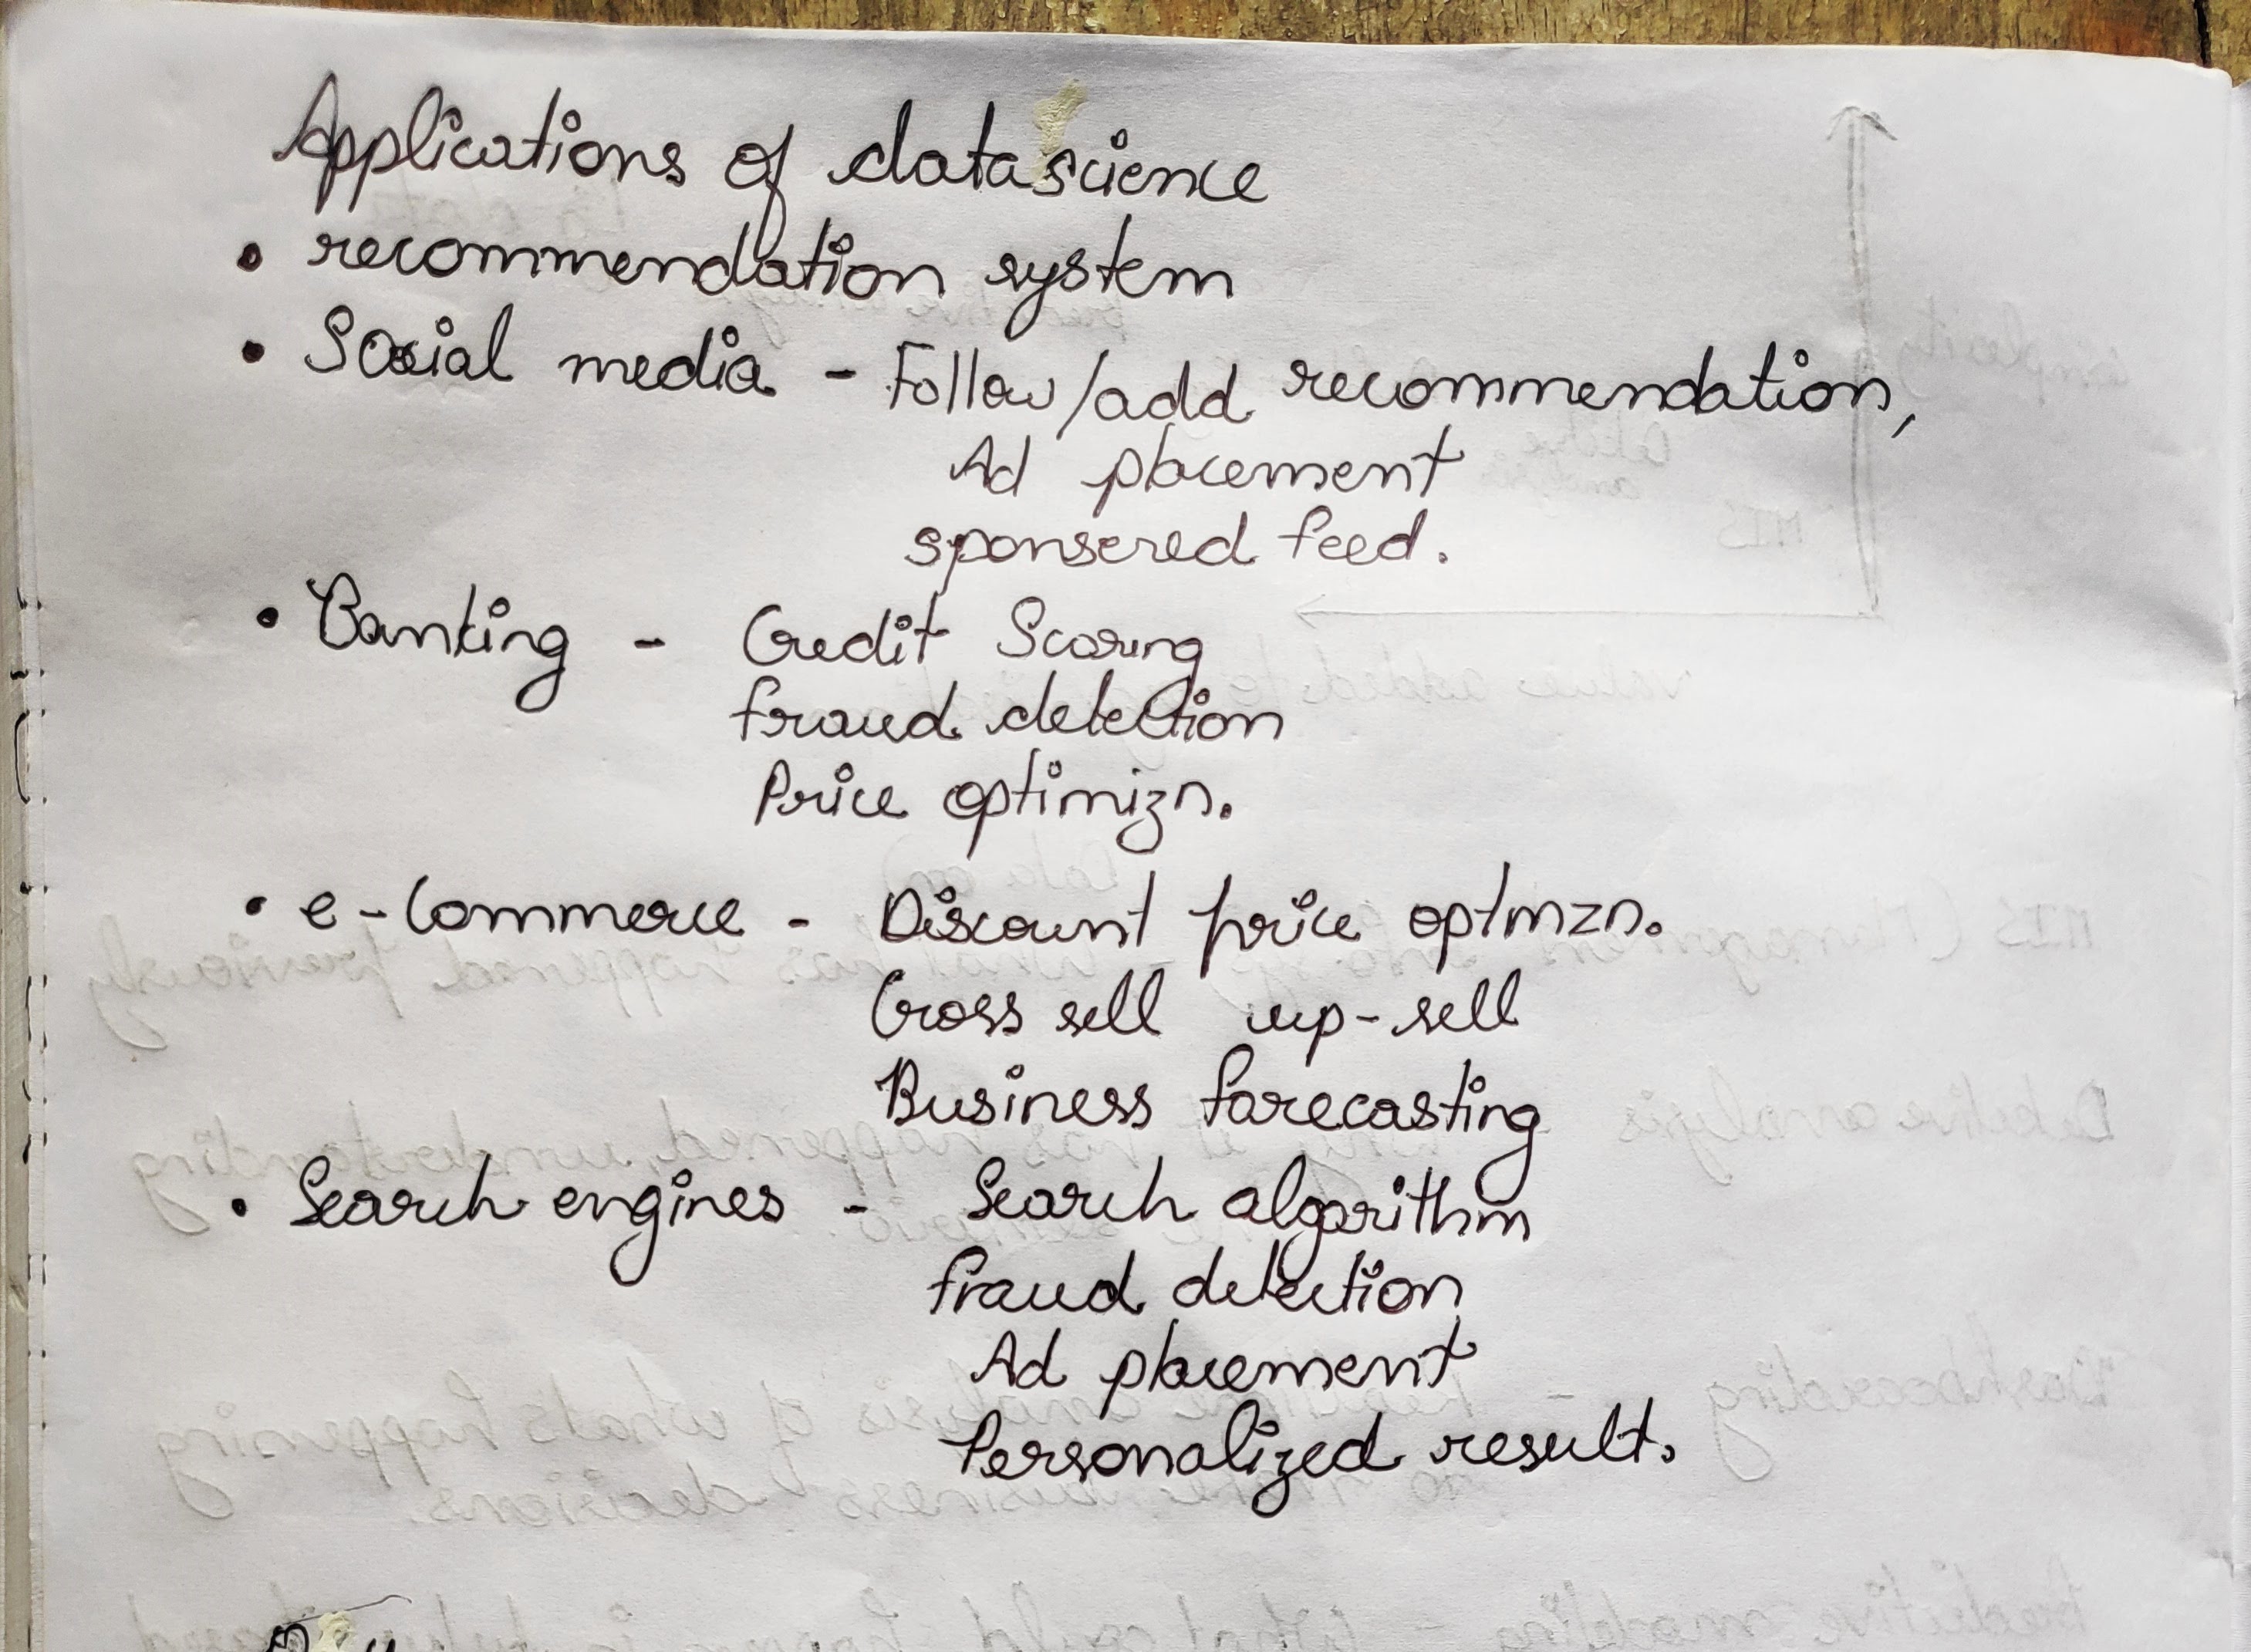 Applications of datascience
• recommendation system
• Social media - Follow/add recommendation,
Ad placement
sponsered feed.
• Banking - Credit Scoring
fraud detection
Price optimizn.
• e-Commerce - Discount price optmzn.
Cross sell up-sell
Business forecasting
• Search engines - Search algorithm
fraud detection
Ad placement
Personalized result.